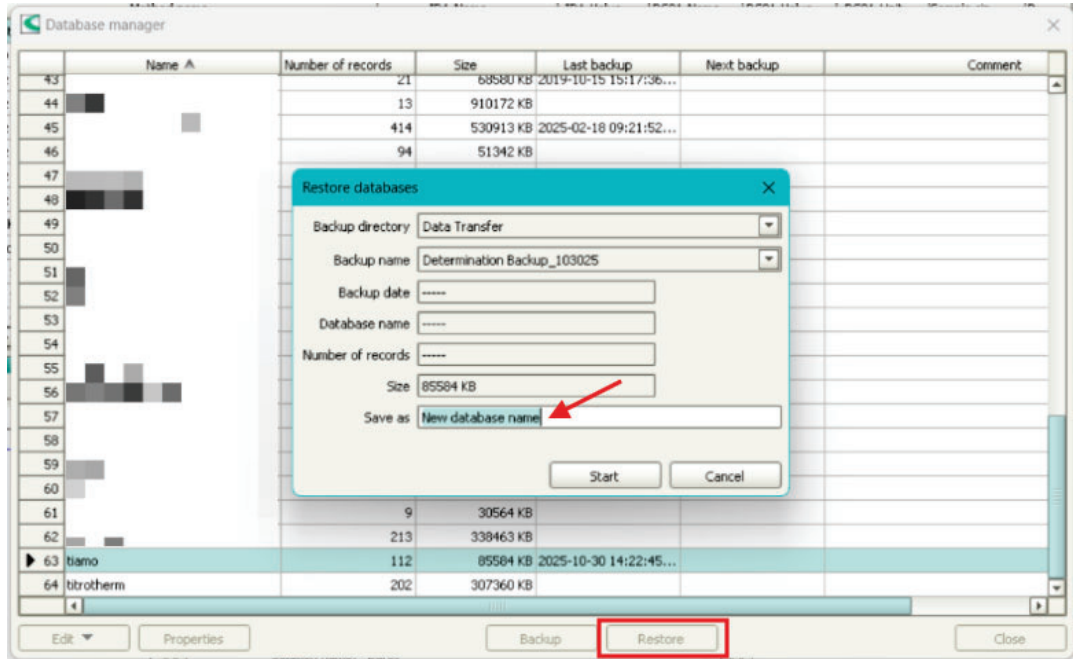 Database manager
Name Number of records Size Last backup Next backup Comment
43 21 68580 KB 2019-10-15 15:17:36...
44 13 910172 KB
45 414 530913 KB 2025-02-18 09:21:52...
46 94 51342 KB
47
48
49
50
51
52
53
54
55
56
57
58
59
60
Restore databases
Backup directory Data Transfer
Backup name Determination Backup_103025
Backup date -----
Database name -----
Number of records -----
Size 85584 KB
Save as New database name
Start Cancel
61 9 30564 KB
62 213 338463 KB
63 tiamo 112 85584 KB 2025-10-30 14:22:45...
64 titrotherm 202 307360 KB
Edit Properties Backup Restore Close